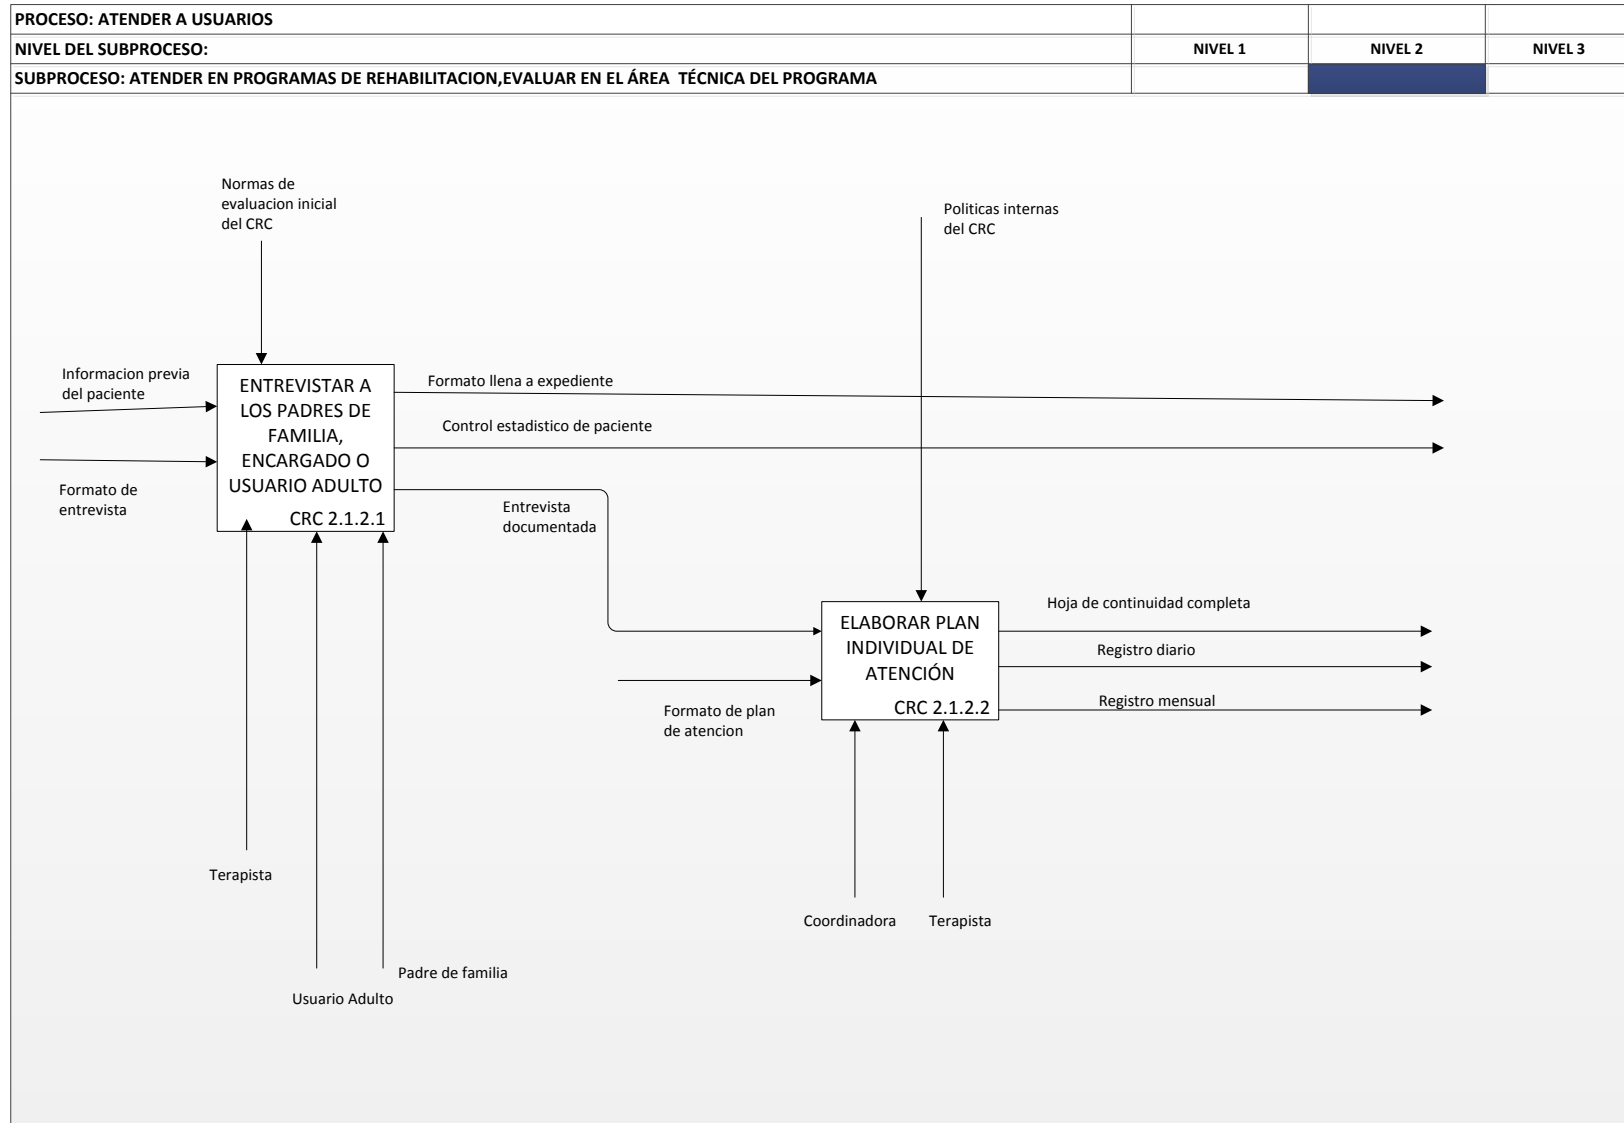 PROCESO: ATENDER A USUARIOS
NIVEL DEL SUBPROCESO:
NIVEL 1
NIVEL 2
NIVEL 3
SUBPROCESO: ATENDER EN PROGRAMAS DE REHABILITACION,EVALUAR EN EL ÁREA TÉCNICA DEL PROGRAMA
Normas de
evaluacion inicial
del CRC
Politicas internas
del CRC
Informacion previa
del paciente
Formato de
entrevista
ENTREVISTAR A
LOS PADRES DE
FAMILIA,
ENCARGADO O
USUARIO ADULTO
CRC 2.1.2.1
Formato llena a expediente
Control estadistico de paciente
Entrevista
documentada
Terapista
Usuario Adulto
Padre de familia
Formato de plan
de atencion
ELABORAR PLAN
INDIVIDUAL DE
ATENCIÓN
CRC 2.1.2.2
Hoja de continuidad completa
Registro diario
Registro mensual
Coordinadora
Terapista